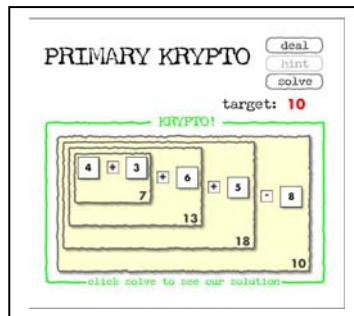 deal
PRIMARY KRYPTO
hint
solve
target: 10
KRYPTO!
4 + 3 + 6 + 5 - 8
7
13
18
10
click solve to see our solution